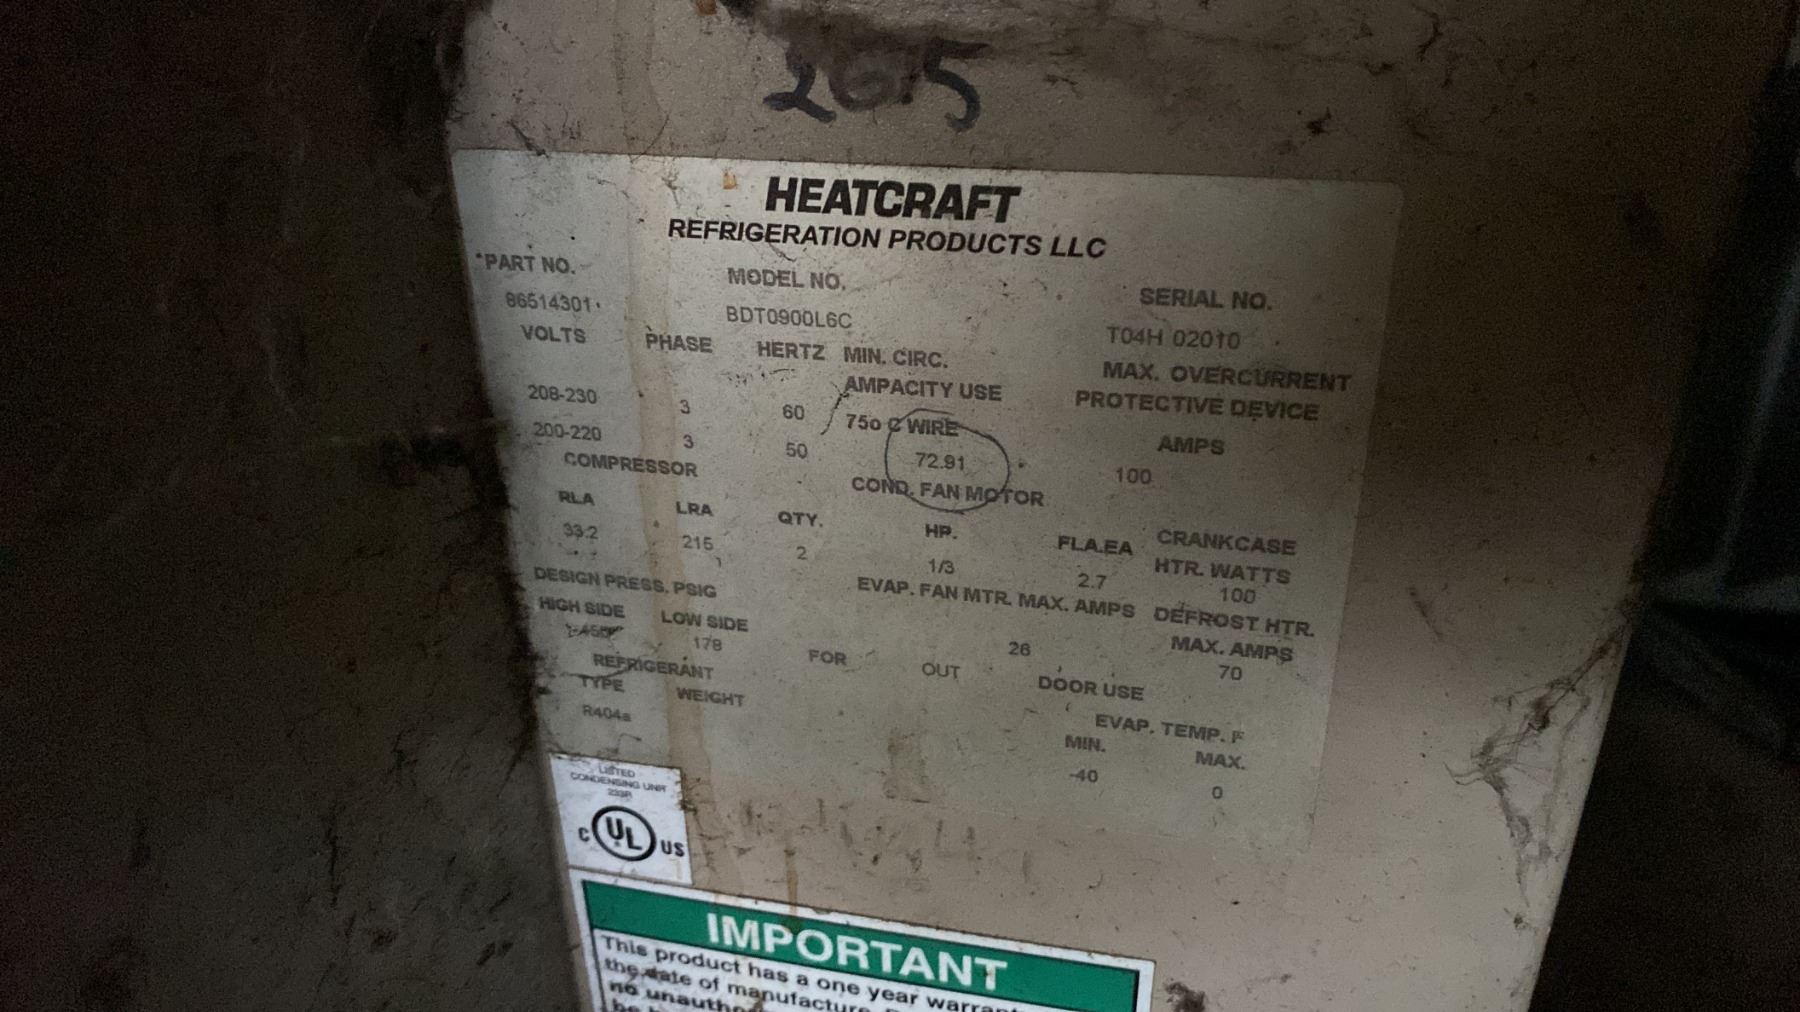 265
HEATCRAFT
REFRIGERATION PRODUCTS LLC
PART NO. MODEL NO. SERIAL NO.
86514301 BDT0900L6C T04H 02010
VOLTS PHASE HERTZ MIN. CIRC. MAX. OVERCURRENT
AMPACITY USE PROTECTIVE DEVICE
208-230 3 60 75o C WIRE AMPS
200-220 3 50 72.91 100
COMPRESSOR COND. FAN MOTOR
RLA LRA QTY. HP. FLA.EA CRANKCASE
HTR. WATTS
33.2 215 2 1/3 2.7 100
DESIGN PRESS. PSIG EVAP. FAN MTR. MAX. AMPS DEFROST HTR.
HIGH SIDE LOW SIDE MAX. AMPS
178 26 70
REFRIGERANT FOR OUT DOOR USE
TYPE WEIGHT EVAP. TEMP. F
R404a MIN. MAX.
-40 0
LISTED
CONDENSING UNIT
C UL US
IMPORTANT
This product has a one year
the date of manufacture